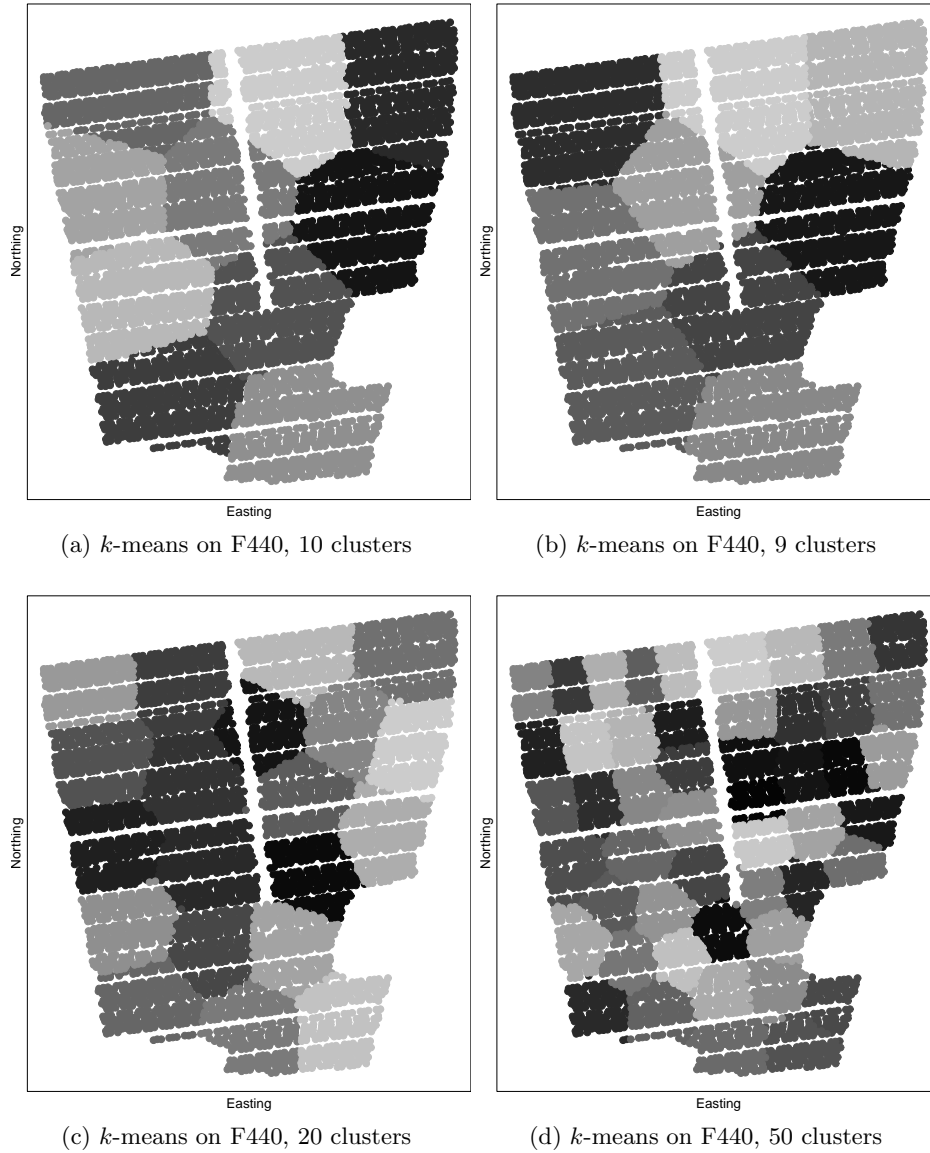 Northing
Easting
(a) k-means on F440, 10 clusters
Northing
Easting
(b) k-means on F440, 9 clusters
Northing
Easting
(c) k-means on F440, 20 clusters
Northing
Easting
(d) k-means on F440, 50 clusters